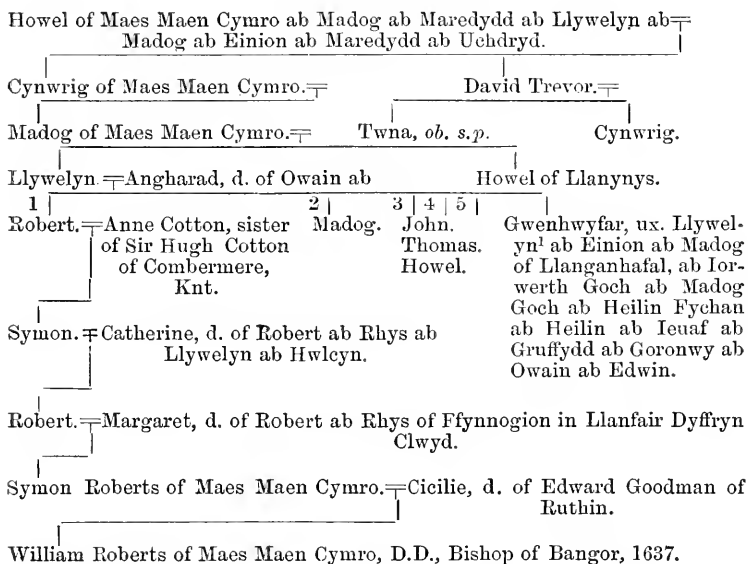 Howel of Maes Maen Cymro ab Madog ab Maredydd ab Llywelyn ab
Madog ab Einion ab Maredydd ab Uchdryd.
Cynwrig of Maes Maen Cymro. David Trevor.
Madog of Maes Maen Cymro. Twna, ob. s.p. Cynwrig.
Llywelyn. Angharad, d. of Owain ab Howel of Llanynys.
1 2 3 4 5
Robert. Anne Cotton, sister Madog. John. Gwenhwyfar, ux. Llywel-
of Sir Hugh Cotton Thomas. yn¹ ab Einion ab Madog
of Combermere, Howel. of Llanganhafal, ab Ior-
Knt. werth Goch ab Madog
Goch ab Heilin Fychan
Symon. Catherine, d. of Robert ab Rhys ab ab Heilin ab Ieuaf ab
Llywelyn ab Hwlcyn. Gruffydd ab Goronwy ab
Owain ab Edwin.
Robert. Margaret, d. of Robert ab Rhys of Ffynnogion in Llanfair Dyffryn
Clwyd.
Symon Roberts of Maes Maen Cymro. Cicilie, d. of Edward Goodman of
Ruthin.
William Roberts of Maes Maen Cymro, D.D., Bishop of Bangor, 1637.